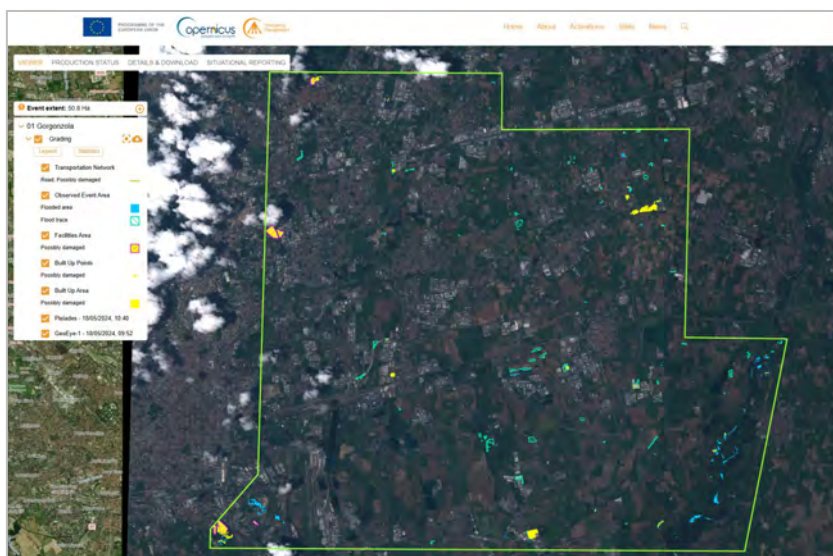 PROGRAMME OF THE
EUROPEAN UNION
Copernicus
Emergency
Management
Home About Activations News
VIEWER PRODUCTION STATUS DETAILS & DOWNLOAD SITUATIONAL REPORTING
Event extent: 50.8 Ha
01 Gorgonzola
Grading
Legend Statistics
Transportation Network
Road, Possibly damaged
Observed Event Area
Flooded area
Flood trace
Facilities Area
Possibly damaged
Built Up Points
Possibly damaged
Built Up Area
Possibly damaged
Pleiades - 18/05/2024, 10:40
GeoEye-1 - 18/05/2024, 09:52